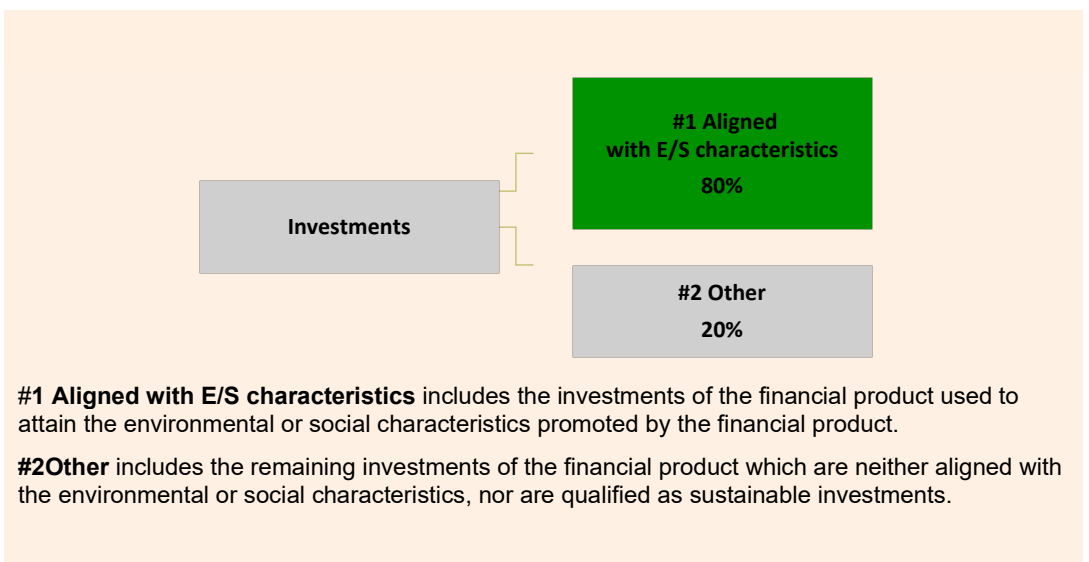 #1 Aligned
with E/S characteristics
80%
Investments
#2 Other
20%
#1 Aligned with E/S characteristics includes the investments of the financial product used to
attain the environmental or social characteristics promoted by the financial product.
#2Other includes the remaining investments of the financial product which are neither aligned with
the environmental or social characteristics, nor are qualified as sustainable investments.